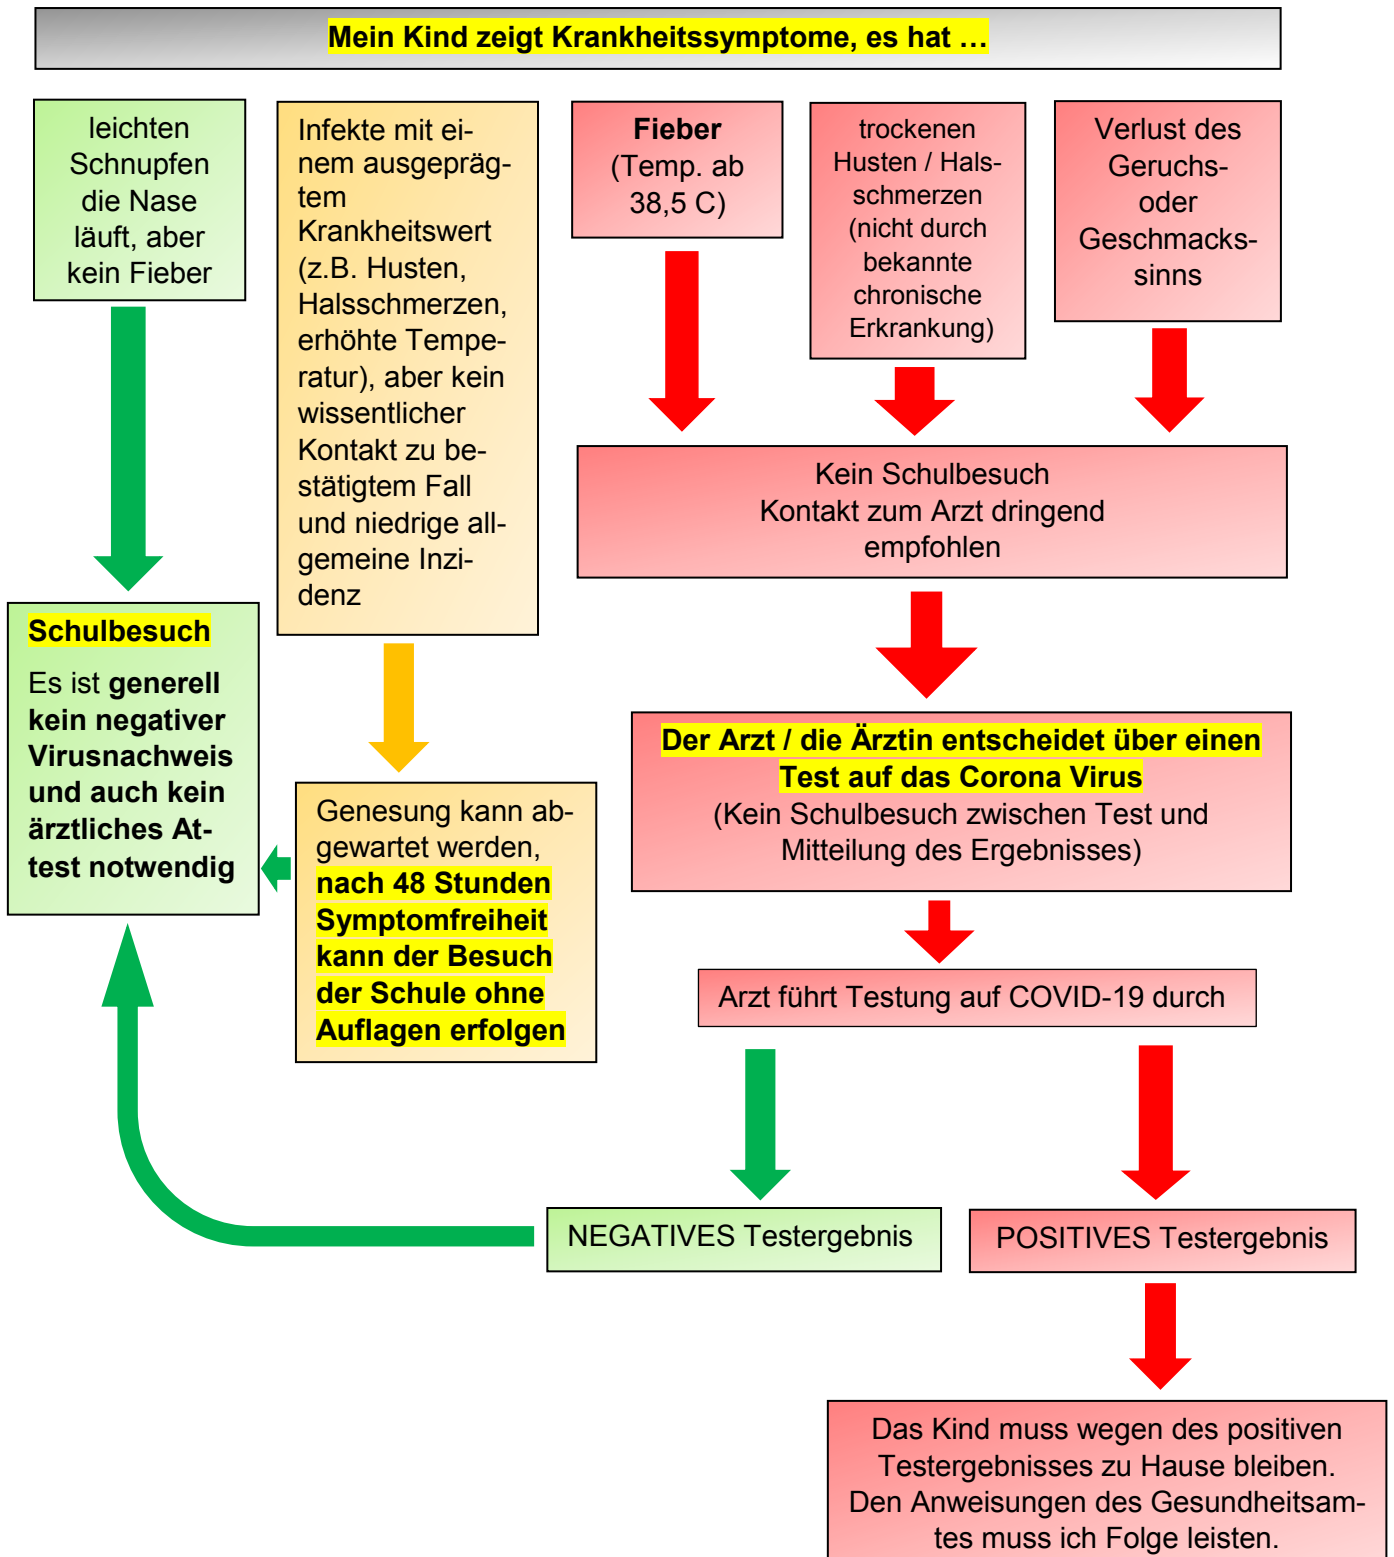 Mein Kind zeigt Krankheitssymptome, es hat …
leichten
Schnupfen
die Nase
läuft, aber
kein Fieber
Infekte mit ei-
nem ausgepräg-
tem
Krankheitswert
(z.B. Husten,
Halsschmerzen,
erhöhte Tempe-
ratur), aber kein
wissentlicher
Kontakt zu be-
stätigtem Fall
und niedrige all-
gemeine Inzi-
denz
Fieber
(Temp. ab
38,5 C)
trockenen
Husten / Hals-
schmerzen
(nicht durch
bekannte
chronische
Erkrankung)
Verlust des
Geruchs-
oder
Geschmacks-
sinns
Kein Schulbesuch
Kontakt zum Arzt dringend
empfohlen
Schulbesuch
Es ist generell
kein negativer
Virusnachweis
und auch kein
ärztliches At-
test notwendig
Genesung kann ab-
gewartet werden,
nach 48 Stunden
Symptomfreiheit
kann der Besuch
der Schule ohne
Auflagen erfolgen
Der Arzt / die Ärztin entscheidet über einen
Test auf das Corona Virus
(Kein Schulbesuch zwischen Test und
Mitteilung des Ergebnisses)
Arzt führt Testung auf COVID-19 durch
NEGATIVES Testergebnis
POSITIVES Testergebnis
Das Kind muss wegen des positiven
Testergebnisses zu Hause bleiben.
Den Anweisungen des Gesundheitsam-
tes muss ich Folge leisten.